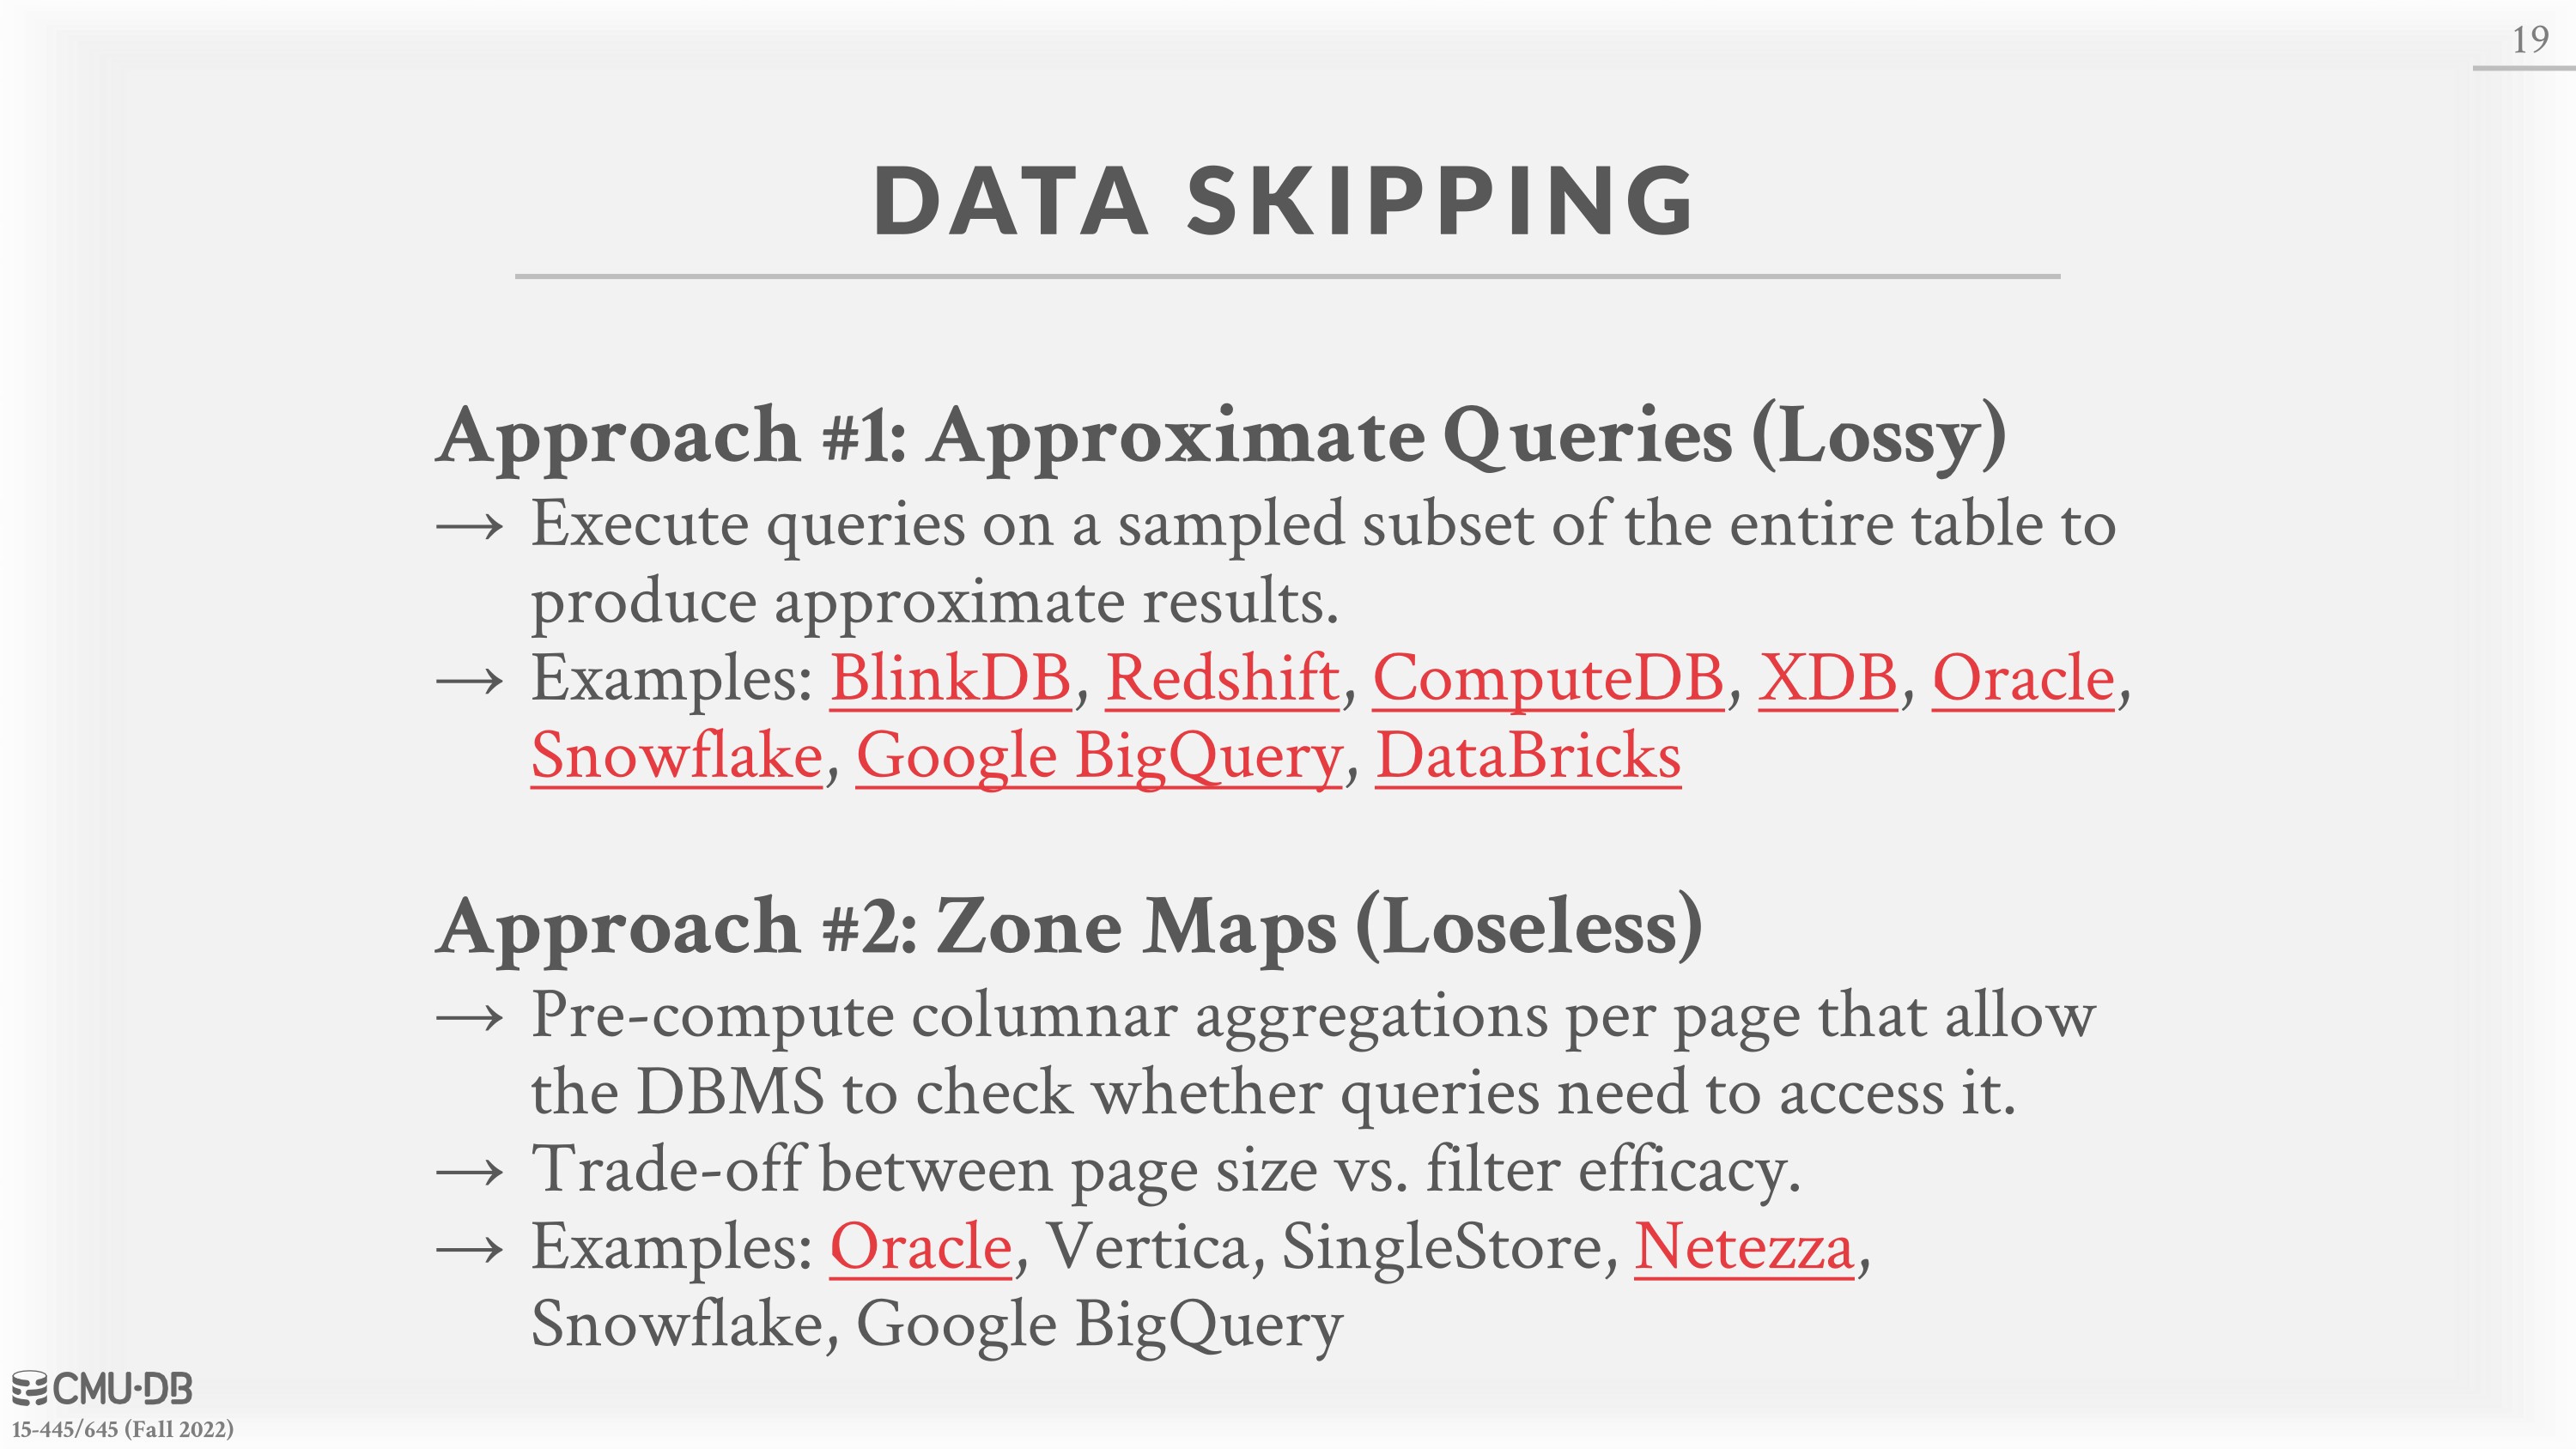 19
DATA SKIPPING
Approach #1: Approximate Queries (Lossy)
→ Execute queries on a sampled subset of the entire table to
produce approximate results.
→ Examples: BlinkDB, Redshift, ComputeDB, XDB, Oracle,
Snowflake, Google BigQuery, DataBricks
Approach #2: Zone Maps (Loseless)
→ Pre-compute columnar aggregations per page that allow
the DBMS to check whether queries need to access it.
→ Trade-off between page size vs. filter efficacy.
→ Examples: Oracle, Vertica, SingleStore, Netezza,
Snowflake, Google BigQuery
CMU·DB
15-445/645 (Fall 2022)